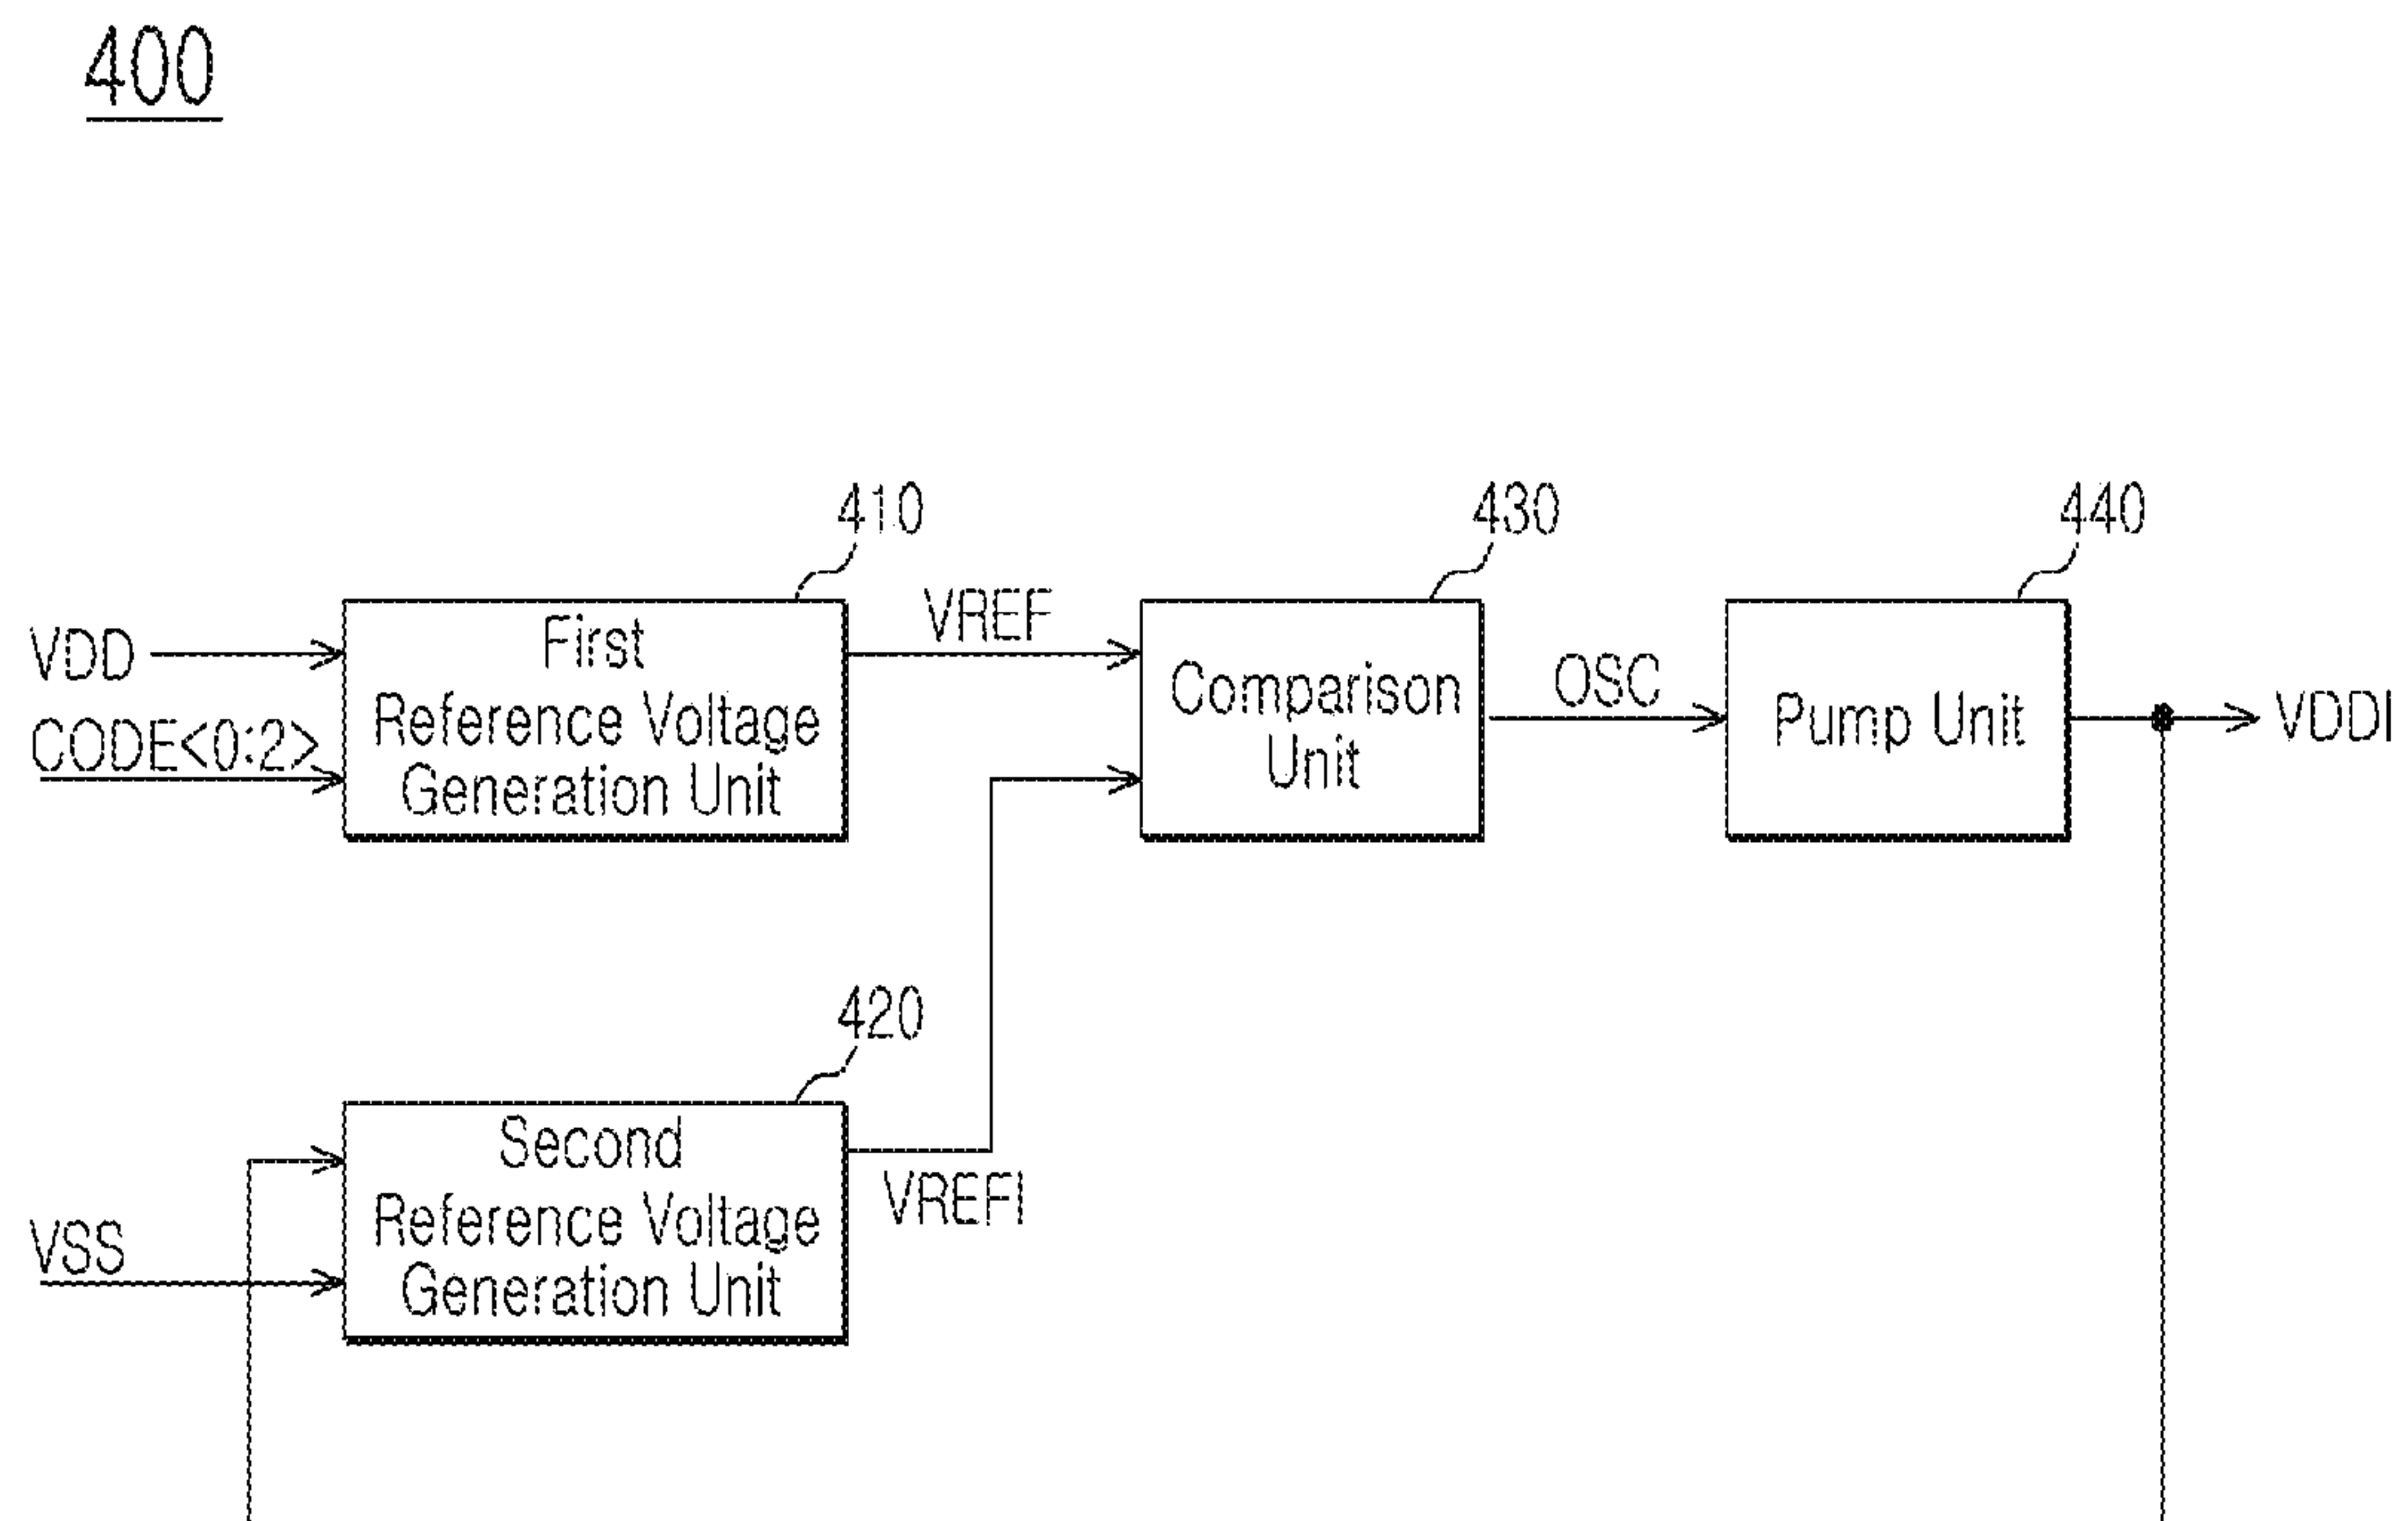 400
410
430
440
VDD
First
Reference Voltage
Generation Unit
VREF
Comparison
Unit
OSC
Pump Unit
VDDI
CODE<0:2>
420
Second
Reference Voltage
Generation Unit
VREFI
VSS